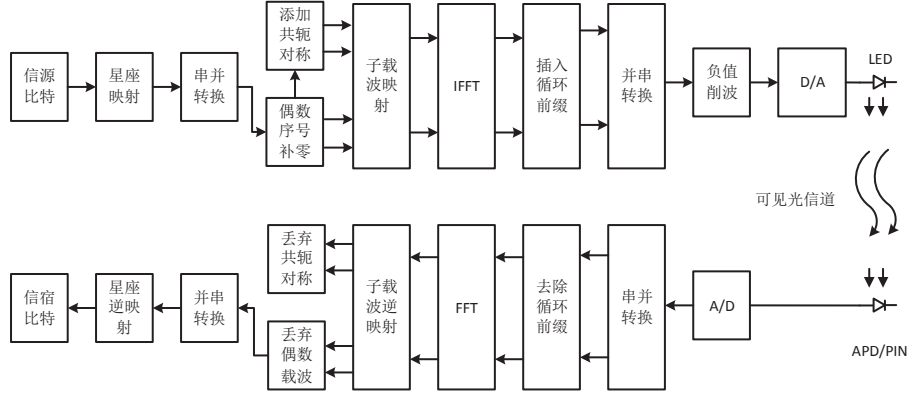 信源
比特
星座
映射
串并
转换
添加
共轭
对称
偶数
序号
补零
子载
波映
射
IFFT
插入
循环
前缀
并串
转换
负值
削波
D/A
LED
可见光信道
信宿
比特
星座
逆映
射
并串
转换
丢弃
共轭
对称
丢弃
偶数
载波
子载
波逆
映射
FFT
去除
循环
前缀
串并
转换
A/D
APD/PIN